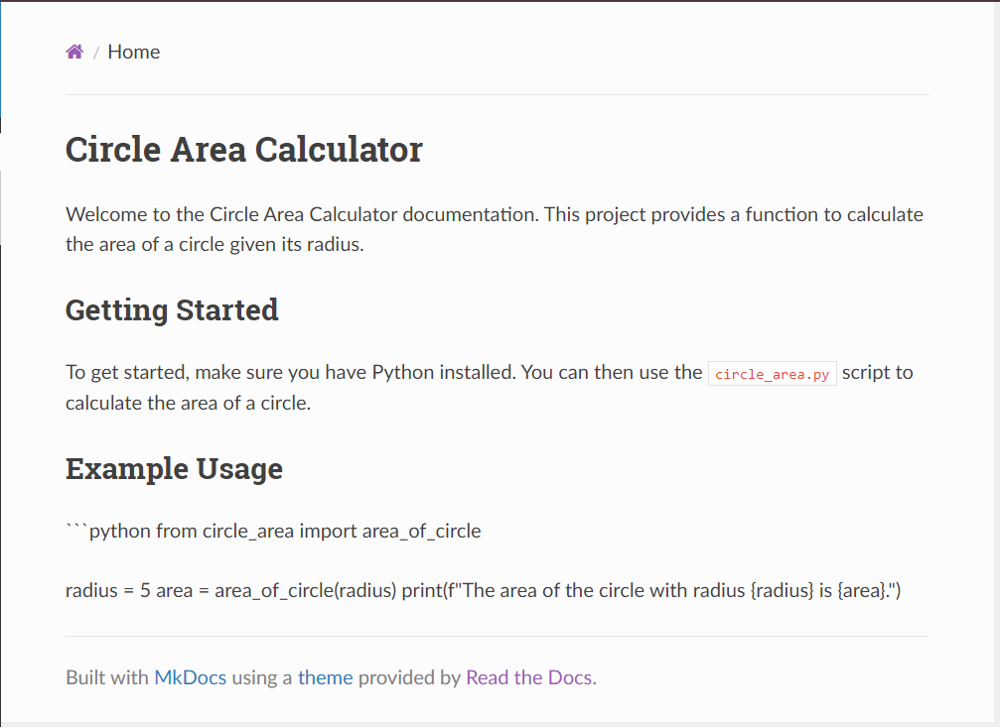 / Home
Circle Area Calculator
Welcome to the Circle Area Calculator documentation. This project provides a function to calculate
the area of a circle given its radius.
Getting Started
To get started, make sure you have Python installed. You can then use the circle_area.py script to
calculate the area of a circle.
Example Usage
```python from circle_area import area_of_circle
radius = 5 area = area_of_circle(radius) print(f"The area of the circle with radius {radius} is {area}.")
Built with MkDocs using a theme provided by Read the Docs.